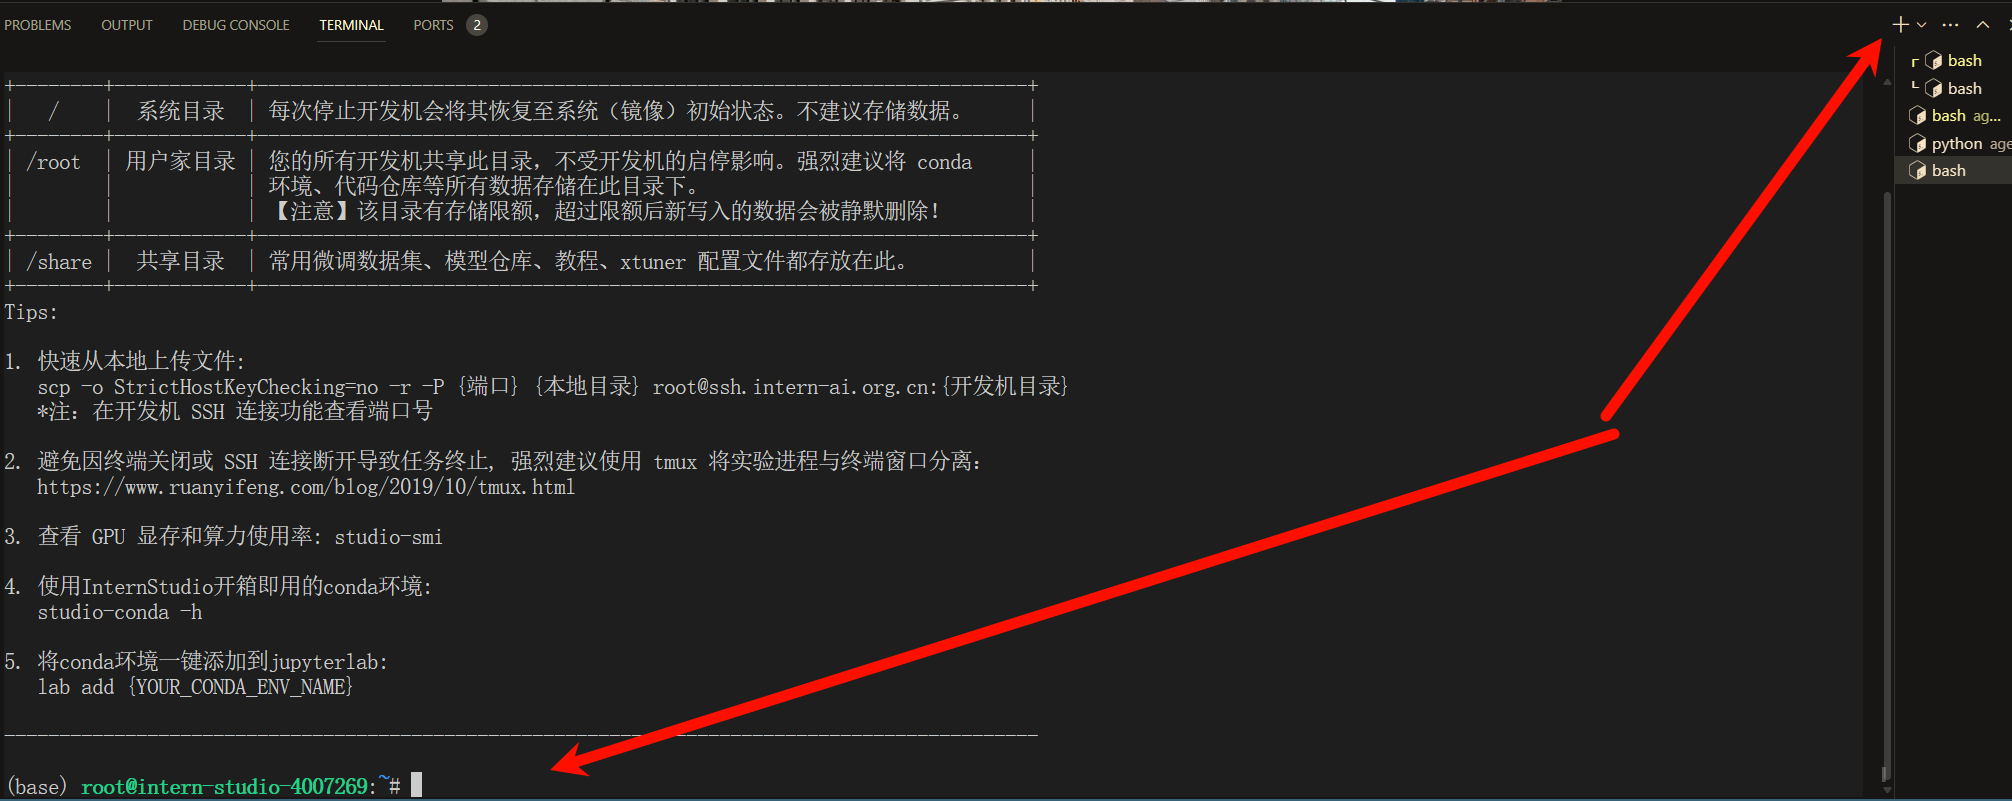 PROBLEMS OUTPUT DEBUG CONSOLE TERMINAL PORTS 2
/ 系统目录 每次停止开发机会将其恢复至系统（镜像）初始状态。不建议存储数据。
/root 用户家目录 您的所有开发机共享此目录，不受开发机的启停影响。强烈建议将 conda
环境、代码仓库等所有数据存储在此目录下。
【注意】该目录有存储限额，超过限额后新写入的数据会被静默删除！
/share 共享目录 常用微调数据集、模型仓库、教程、xtuner 配置文件都存放在此。
Tips:
1. 快速从本地上传文件:
scp -o StrictHostKeyChecking=no -r -P {端口} {本地目录} root@ssh.intern-ai.org.cn:{开发机目录}
*注：在开发机 SSH 连接功能查看端口号
2. 避免因终端关闭或 SSH 连接断开导致任务终止, 强烈建议使用 tmux 将实验进程与终端窗口分离：
https://www.ruanyifeng.com/blog/2019/10/tmux.html
3. 查看 GPU 显存和算力使用率: studio-smi
4. 使用InternStudio开箱即用的conda环境:
studio-conda -h
5. 将conda环境一键添加到jupyterlab:
lab add {YOUR_CONDA_ENV_NAME}
(base) root@intern-studio-4007269:~#
bash
bash
bash ag...
python age
bash